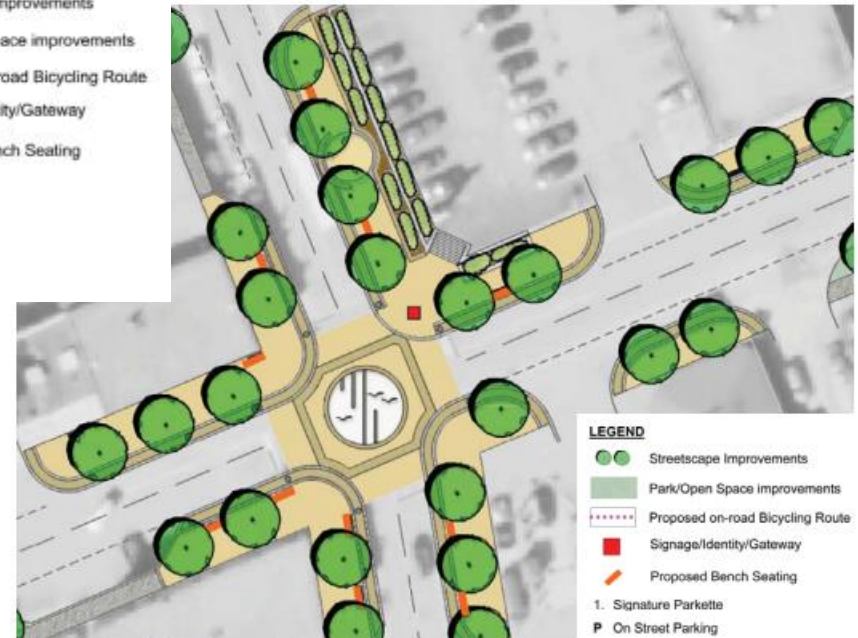 ace improvements
road Bicycling Route
ity/Gateway
nch Seating
LEGEND
Streetscape Improvements
Park/Open Space improvements
Proposed on-road Bicycling Route
Signage/Identity/Gateway
Proposed Bench Seating
1. Signature Parkette
P On Street Parking